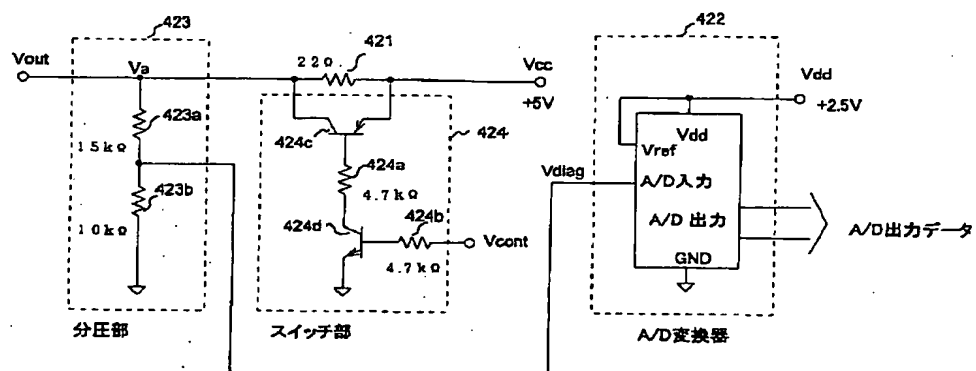 423
422
421
Vout
Va
22Ω
Vcc
+5V
Vdd
+2.5V
423a
15kΩ
423b
10kΩ
424c
424
424a
4.7kΩ
424d
424b
4.7kΩ
Vcont
Vdiag
Vdd
Vref
A/D入力
A/D 出力
GND
A/D出力データ
分圧部
スイッチ部
A/D変換器